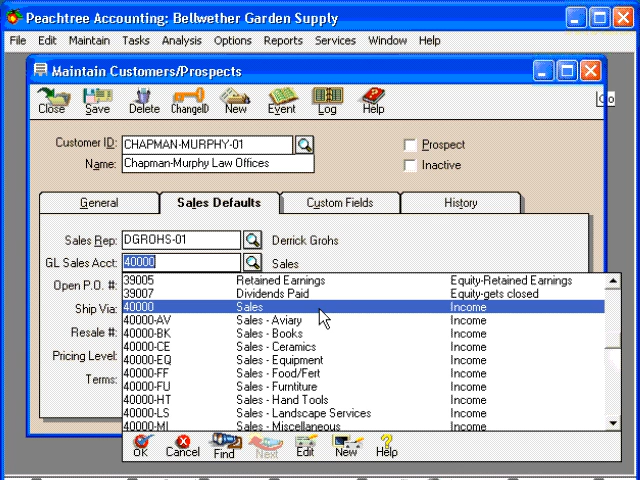 Peachtree Accounting: Bellwether Garden Supply
File Edit Maintain Tasks Analysis Options Reports Services Window Help
Maintain Customers/Prospects
Close Save Delete ChangeID New Event Log Help
Customer ID: CHAPMAN-MURPHY-01 Prospect
Name: Chapman-Murphy Law Offices Inactive
General Sales Defaults Custom Fields History
Sales Rep: DGROHS-01 Derrick Grohs
GL Sales Acct: 40000 Sales
Open P.O. #:
Ship Via:
Resale #:
Pricing Level:
Terms:
39005 Retained Earnings Equity-Retained Earnings
39007 Dividends Paid Equity-gets closed
40000 Sales Income
40000-AV Sales - Aviary Income
40000-BK Sales - Books Income
40000-CE Sales - Ceramics Income
40000-EQ Sales - Equipment Income
40000-FF Sales - Food/Fert Income
40000-FU Sales - Furntiture Income
40000-HT Sales - Hand Tools Income
40000-LS Sales - Landscape Services Income
40000-MI Sales - Miscellaneous Income
OK Cancel Find Next Edit New Help